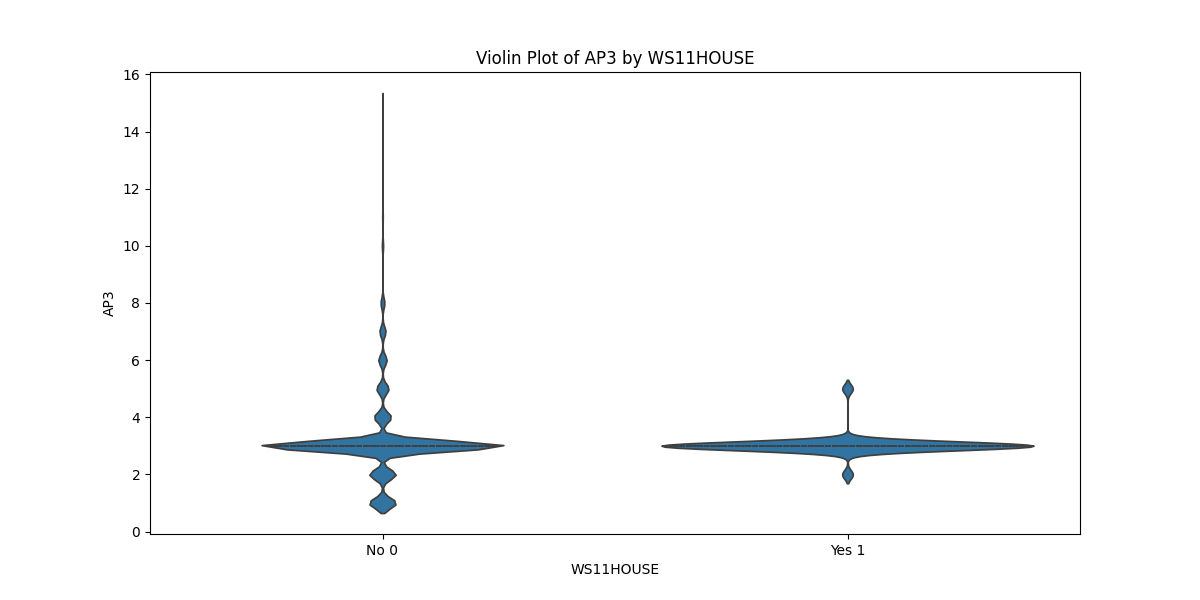 Violin Plot of AP3 by WS11HOUSE
16
14
12
10
8
6
4
2
0
AP3
No 0
Yes 1
WS11HOUSE